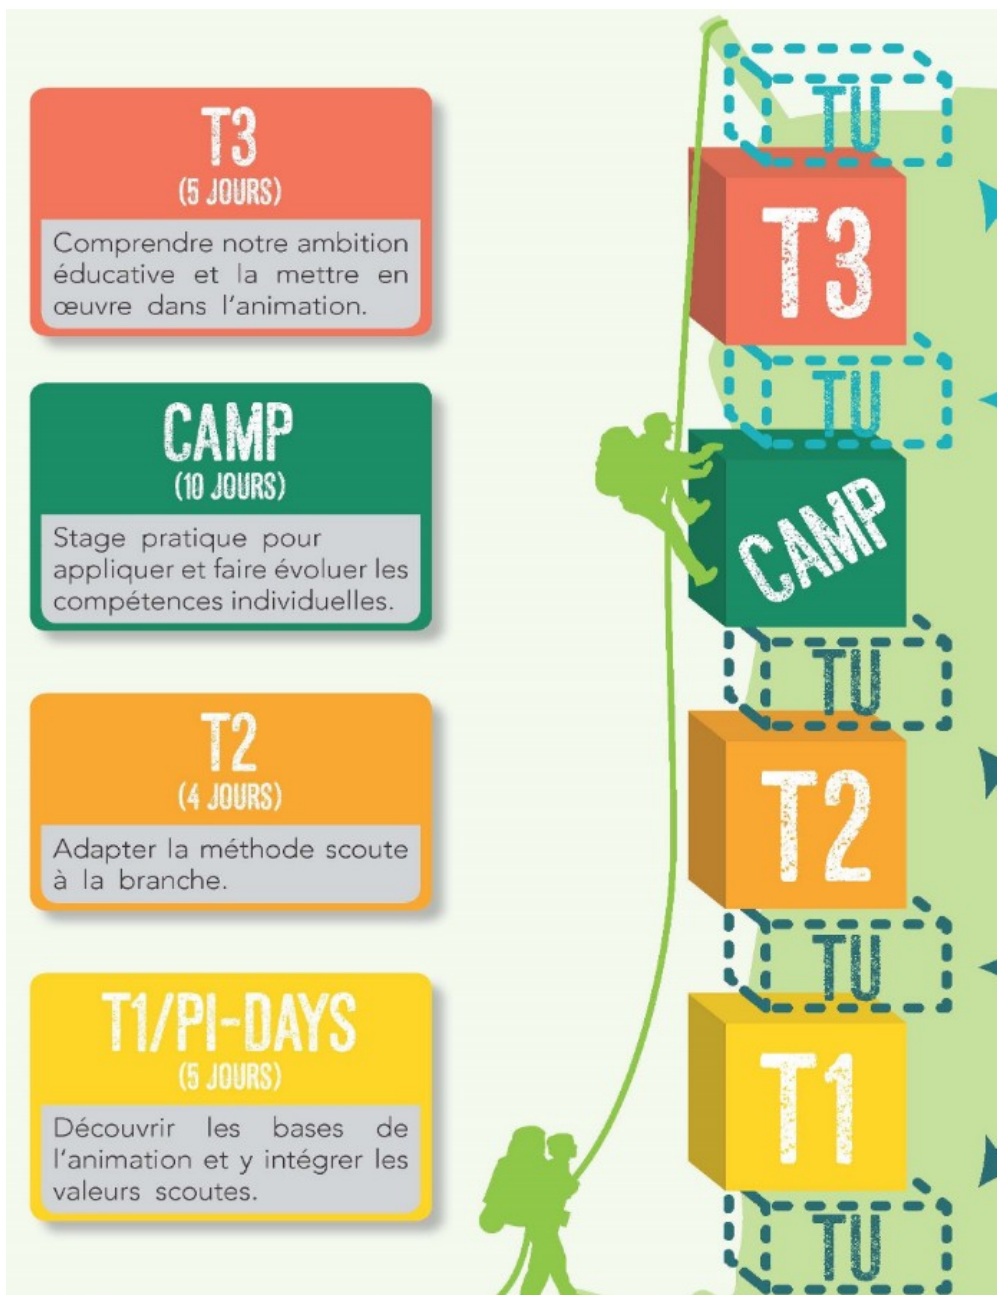 T3
(5 JOURS)
Comprendre notre ambition
éducative et la mettre en
œuvre dans l'animation.
CAMP
(10 JOURS)
Stage pratique pour
appliquer et faire évoluer les
compétences individuelles.
T2
(4 JOURS)
Adapter la méthode scoute
à la branche.
T1/PI-DAYS
(5 JOURS)
Découvrir les bases de
l'animation et y intégrer les
valeurs scoutes.
TU
T3
TU
CAMP
TU
T2
TU
T1
TU